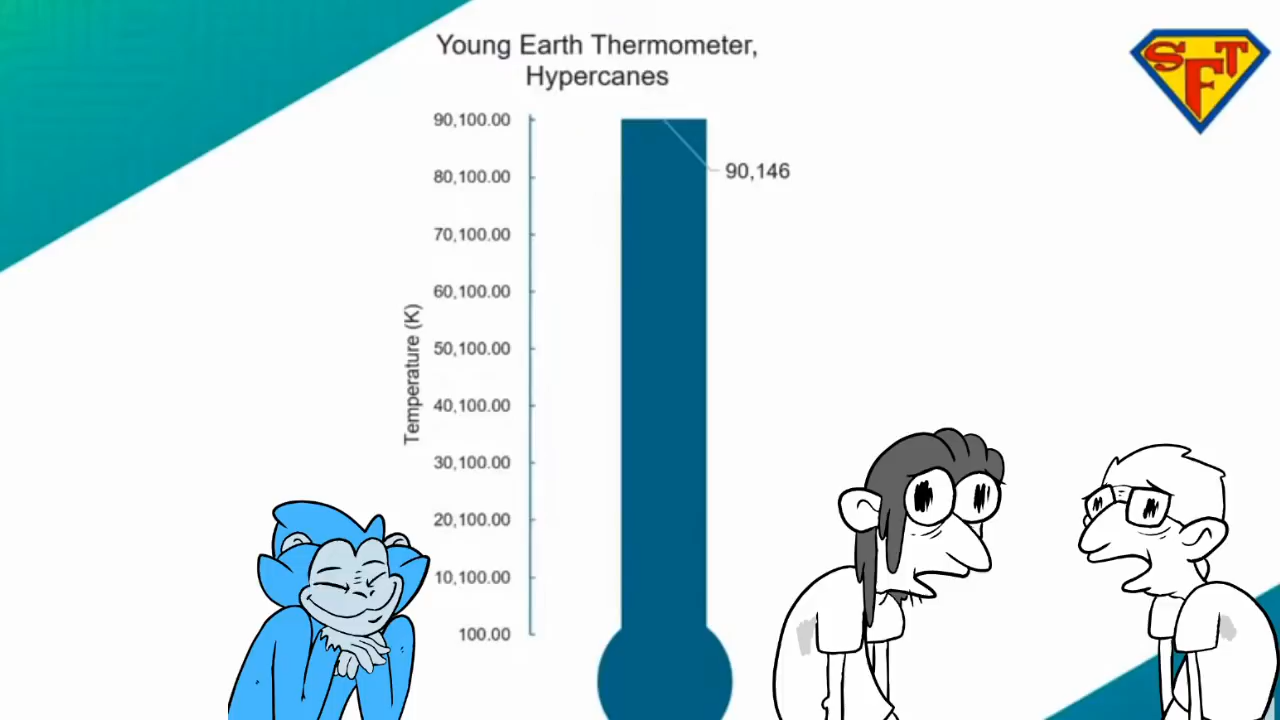 Young Earth Thermometer,
Hypercanes
SFT
90,100.00
90,146
80,100.00
70,100.00
60,100.00
50,100.00
40,100.00
30,100.00
20,100.00
10,100.00
100.00
Temperature (K)